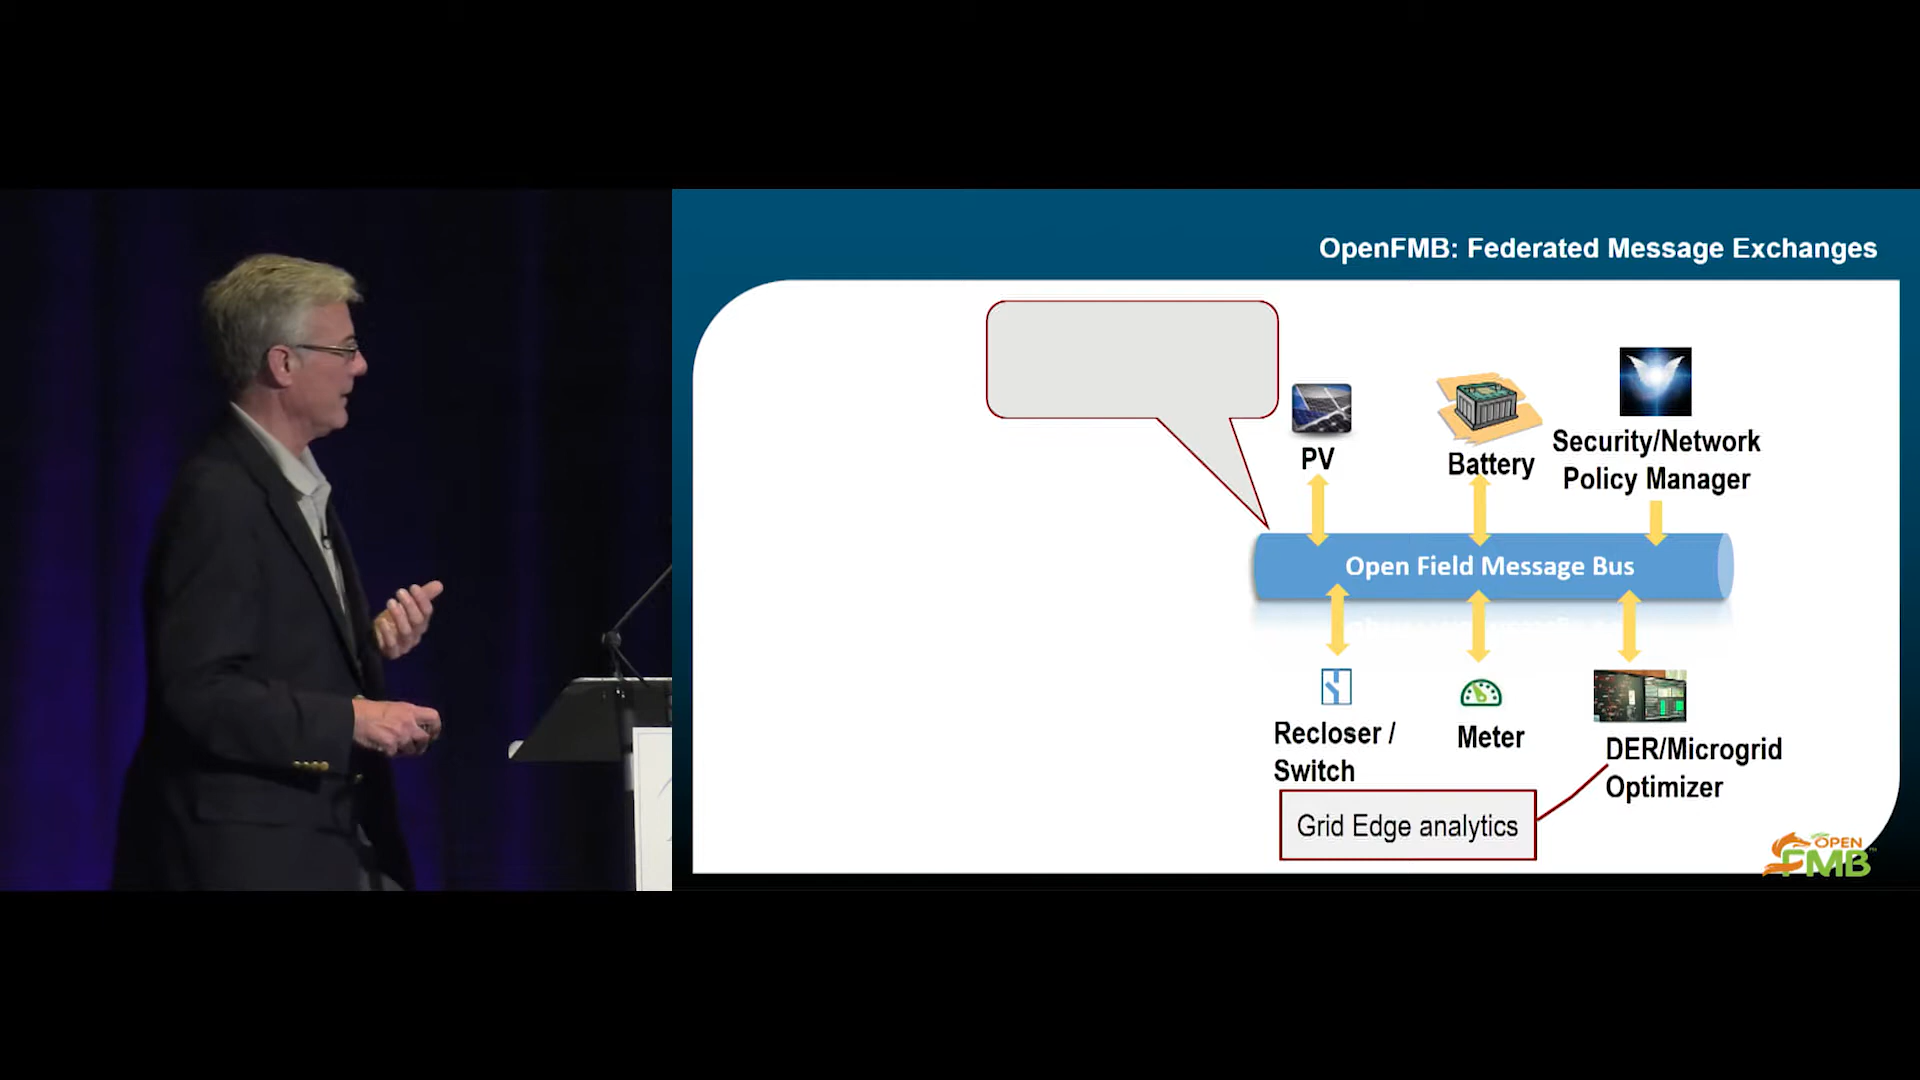 OpenFMB: Federated Message Exchanges
PV
Battery
Security/Network
Policy Manager
Open Field Message Bus
Recloser /
Switch
Meter
DER/Microgrid
Optimizer
Grid Edge analytics
OPEN
FMB